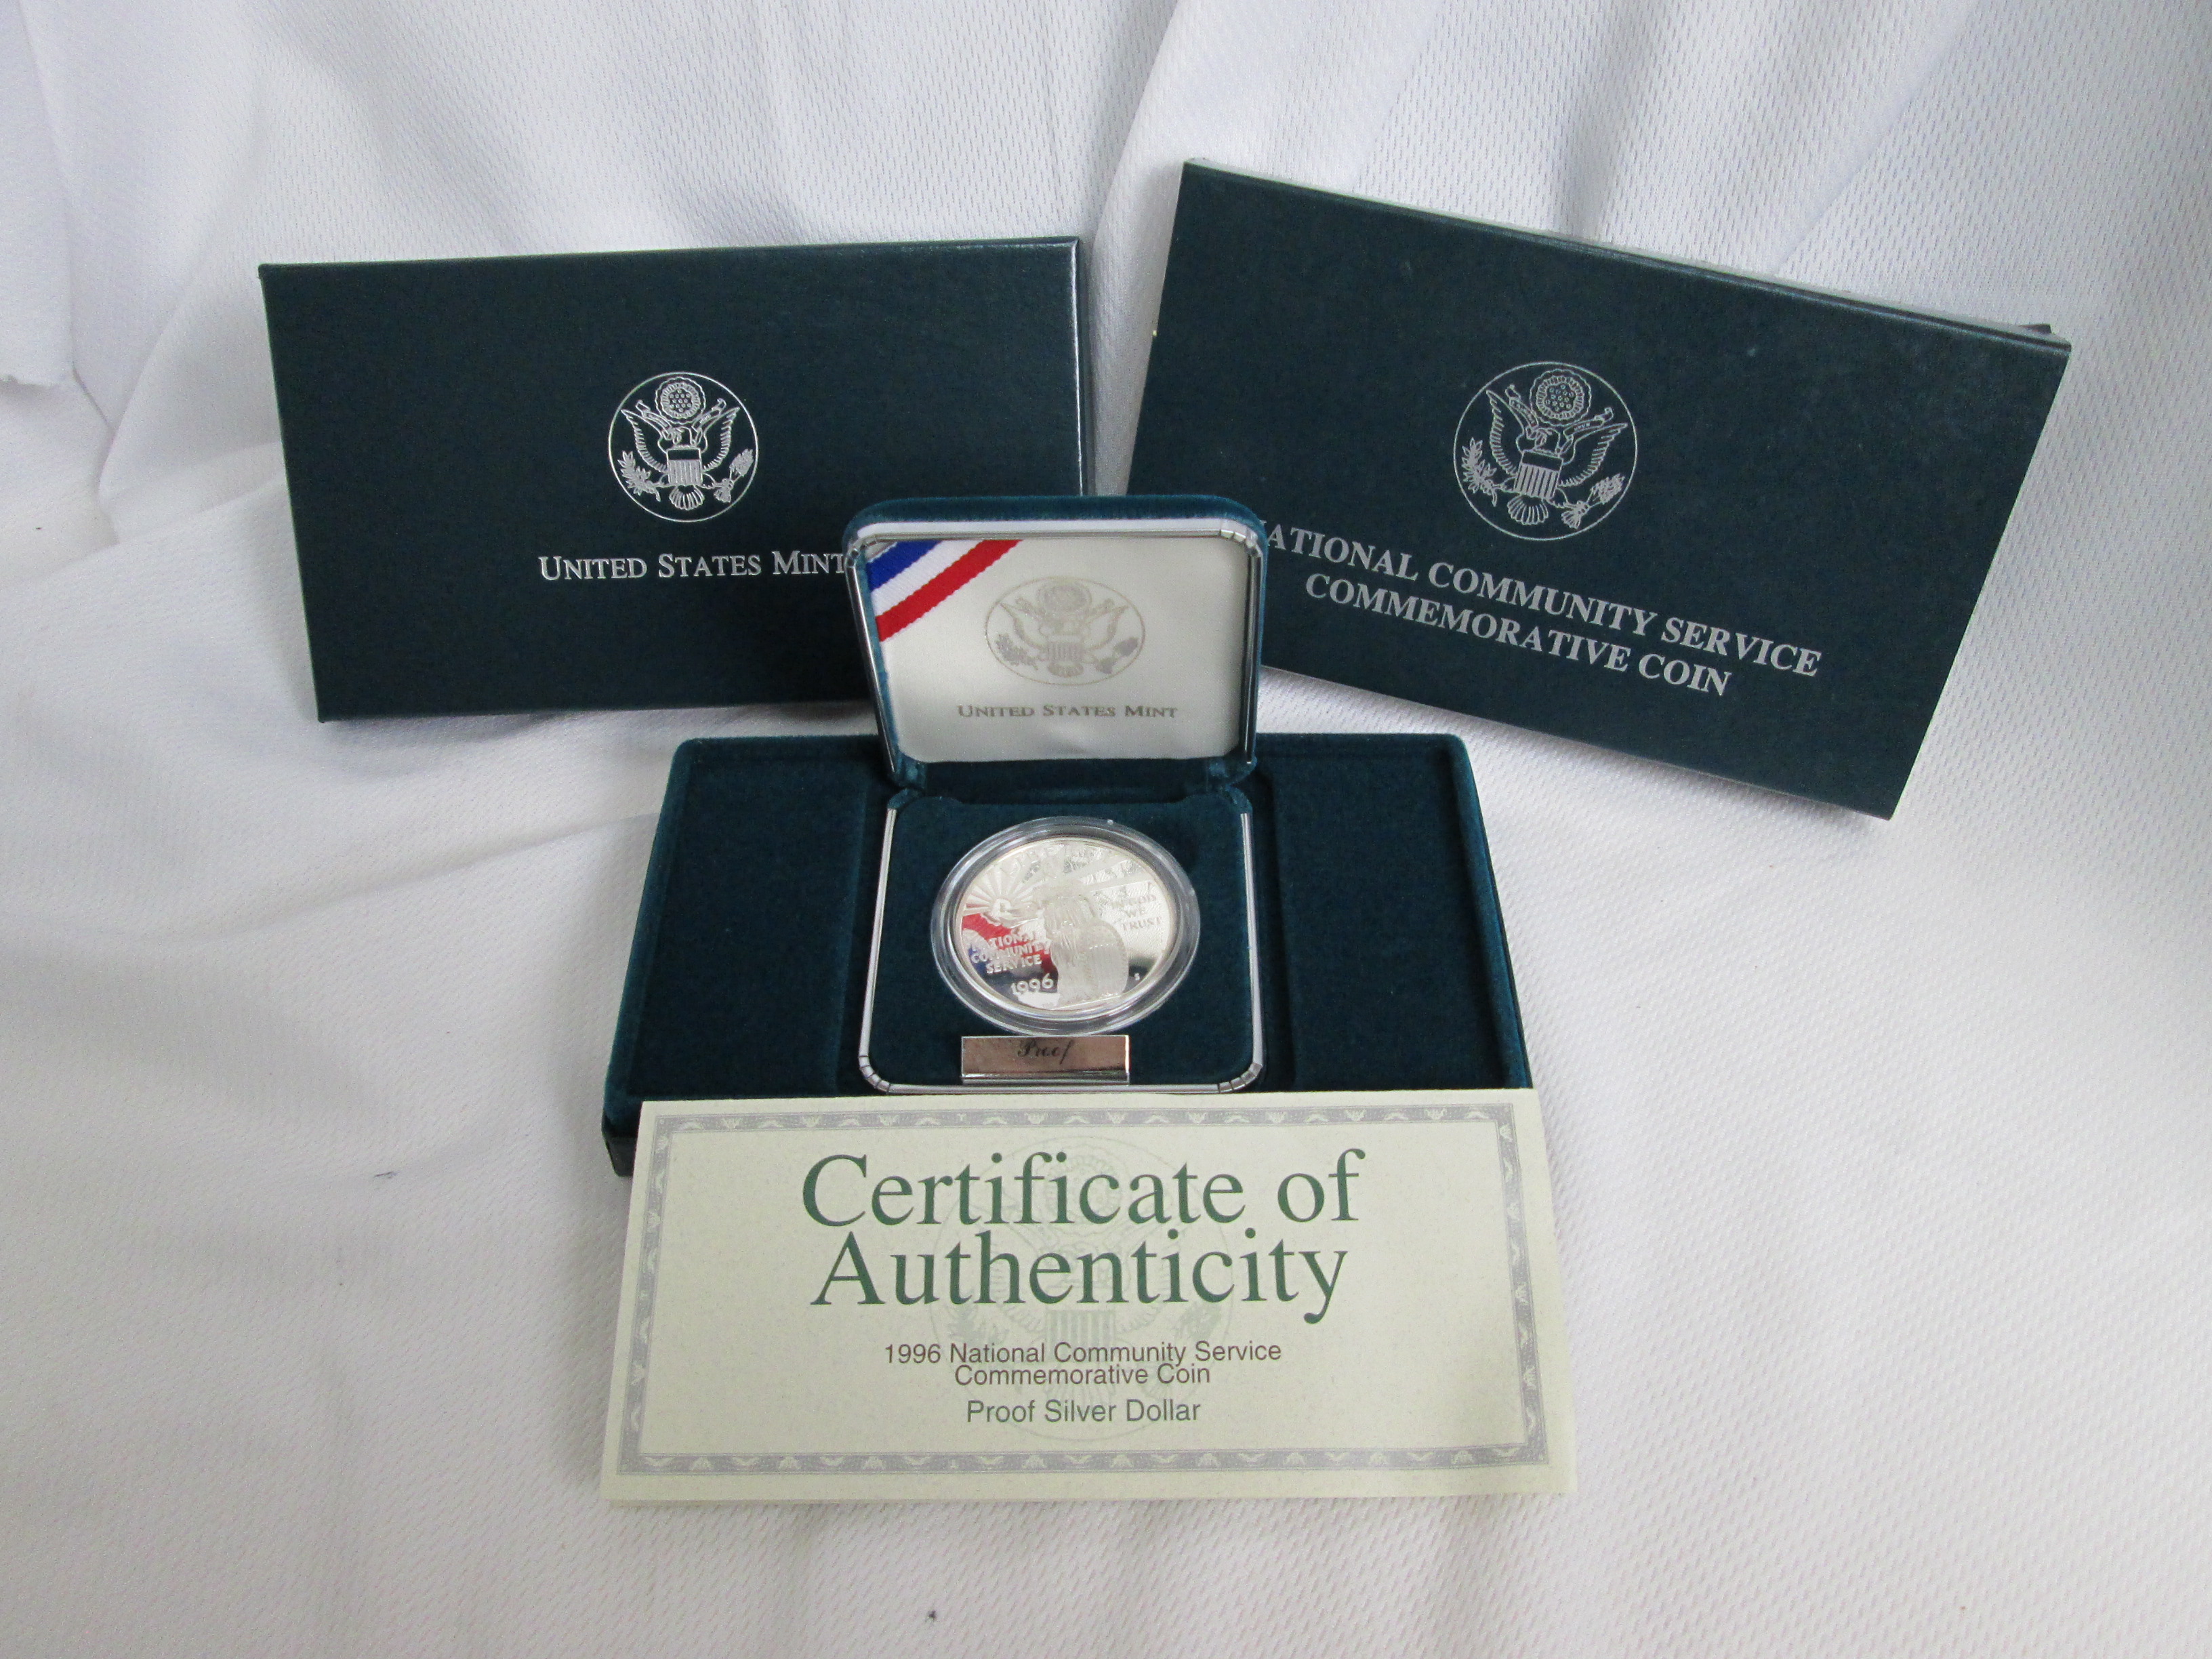 UNITED STATES MINT
NATIONAL COMMUNITY SERVICE
COMMEMORATIVE COIN
UNITED STATES MINT
IN GOD
WE
TRUST
NATIONAL
COMMUNITY
SERVICE
1996
S
Proof
Certificate of
Authenticity
1996 National Community Service
Commemorative Coin
Proof Silver Dollar